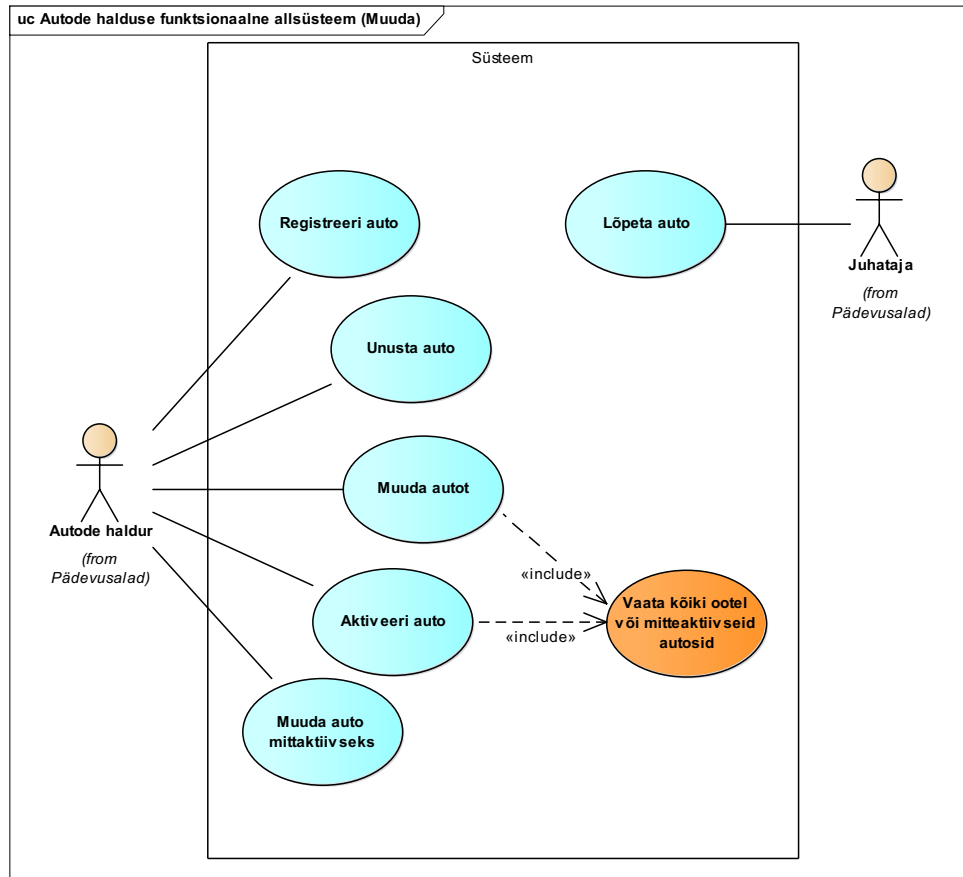 uc Autode halduse funktsionaalne allsüsteem (Muuda)
Süsteem
Registreeri auto
Lõpeta auto
Juhataja
(from
Pädevusalad)
Unusta auto
Autode haldur
(from
Pädevusalad)
Muuda autot
«include»
Aktiveeri auto
«include»
Vaata kõiki ootel
või mitteaktiivseid
autosid
Muuda auto
mittaktiivseks